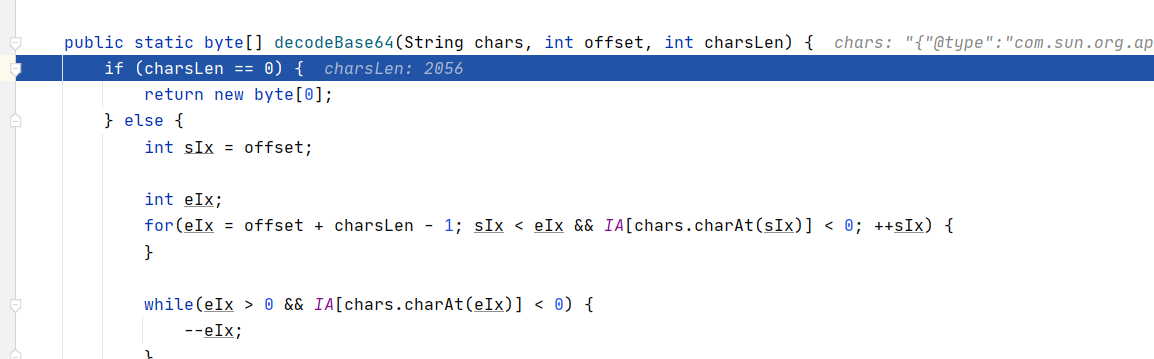 public static byte[] decodeBase64(String chars, int offset, int charsLen) {  chars: "{"@type":"com.sun.org.ap
if (charsLen == 0) {  charsLen: 2056
return new byte[0];
} else {
int sIx = offset;
int eIx;
for(eIx = offset + charsLen - 1; sIx < eIx && IA[chars.charAt(sIx)] < 0; ++sIx) {
}
while(eIx > 0 && IA[chars.charAt(eIx)] < 0) {
--eIx;
}